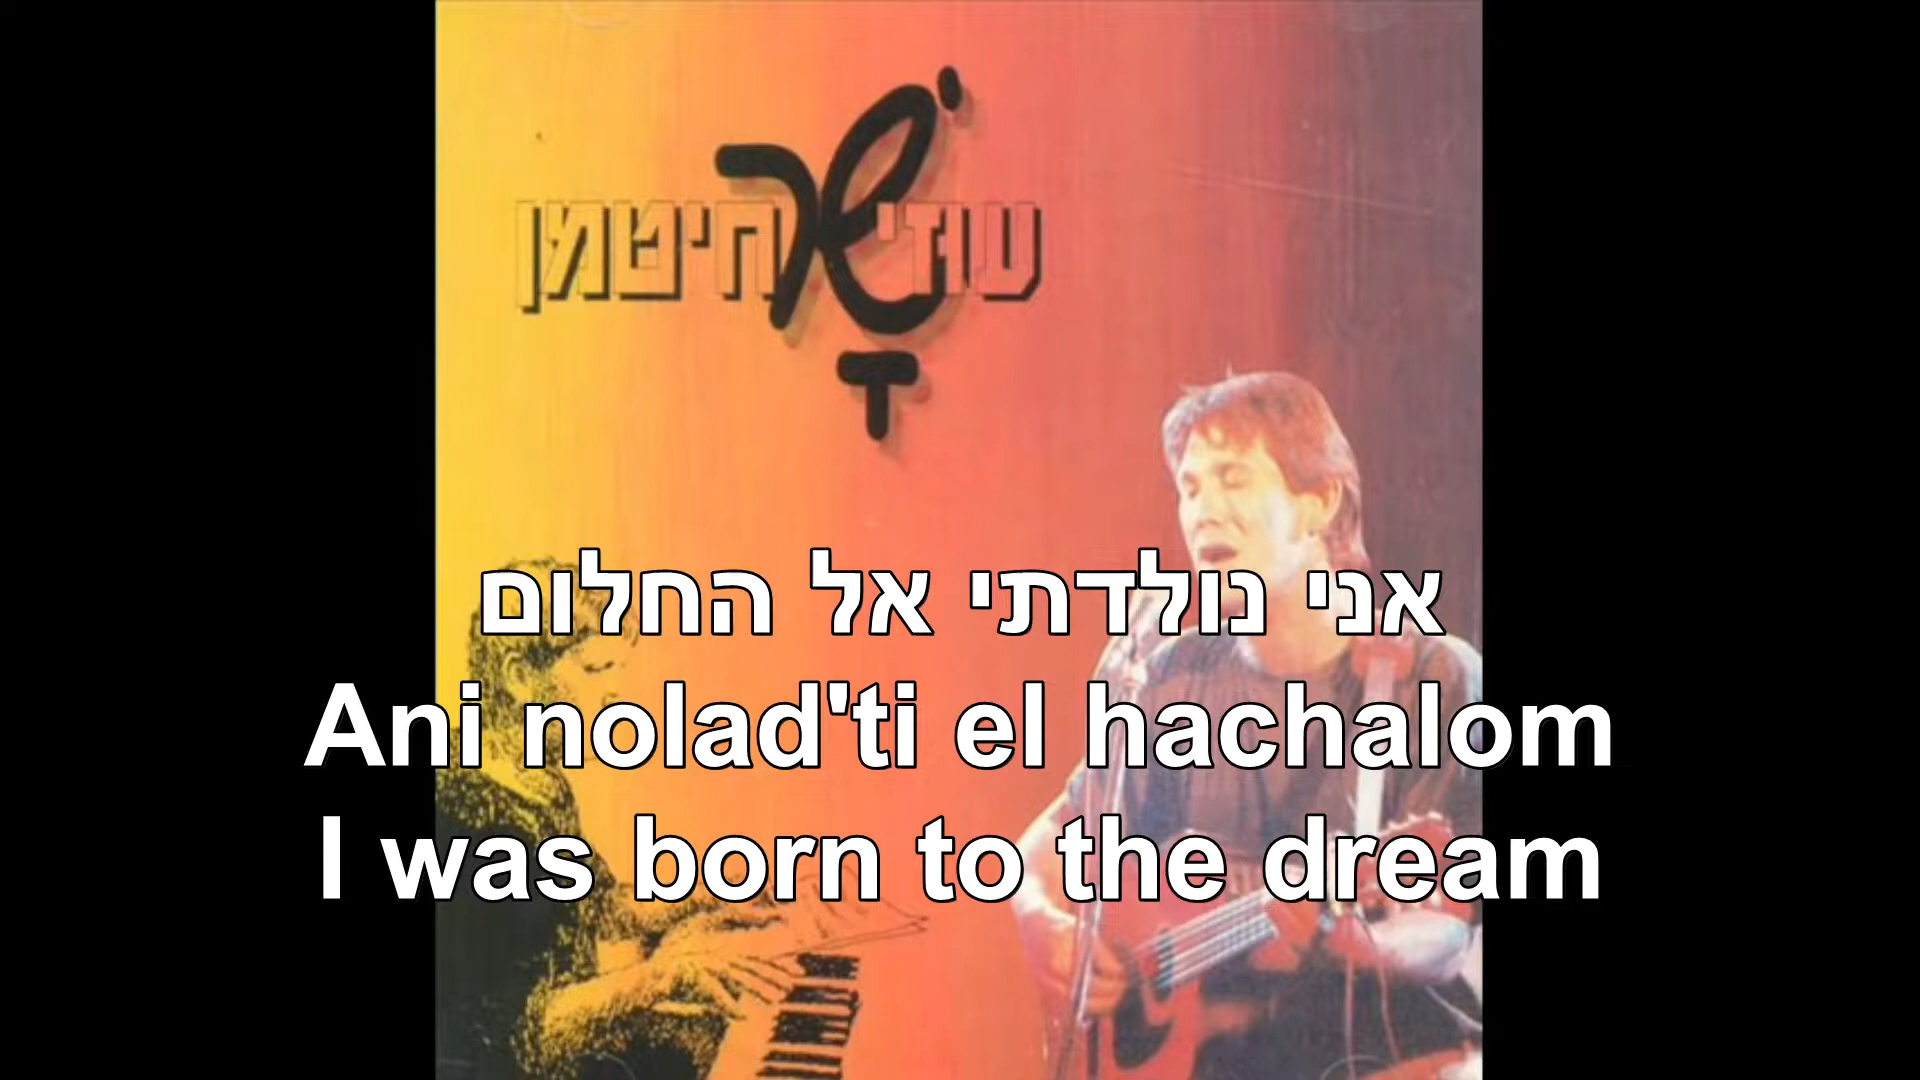 עוזי שר חיטמן
אני נולדתי אל החלום
Ani nolad'ti el hachalom
I was born to the dream